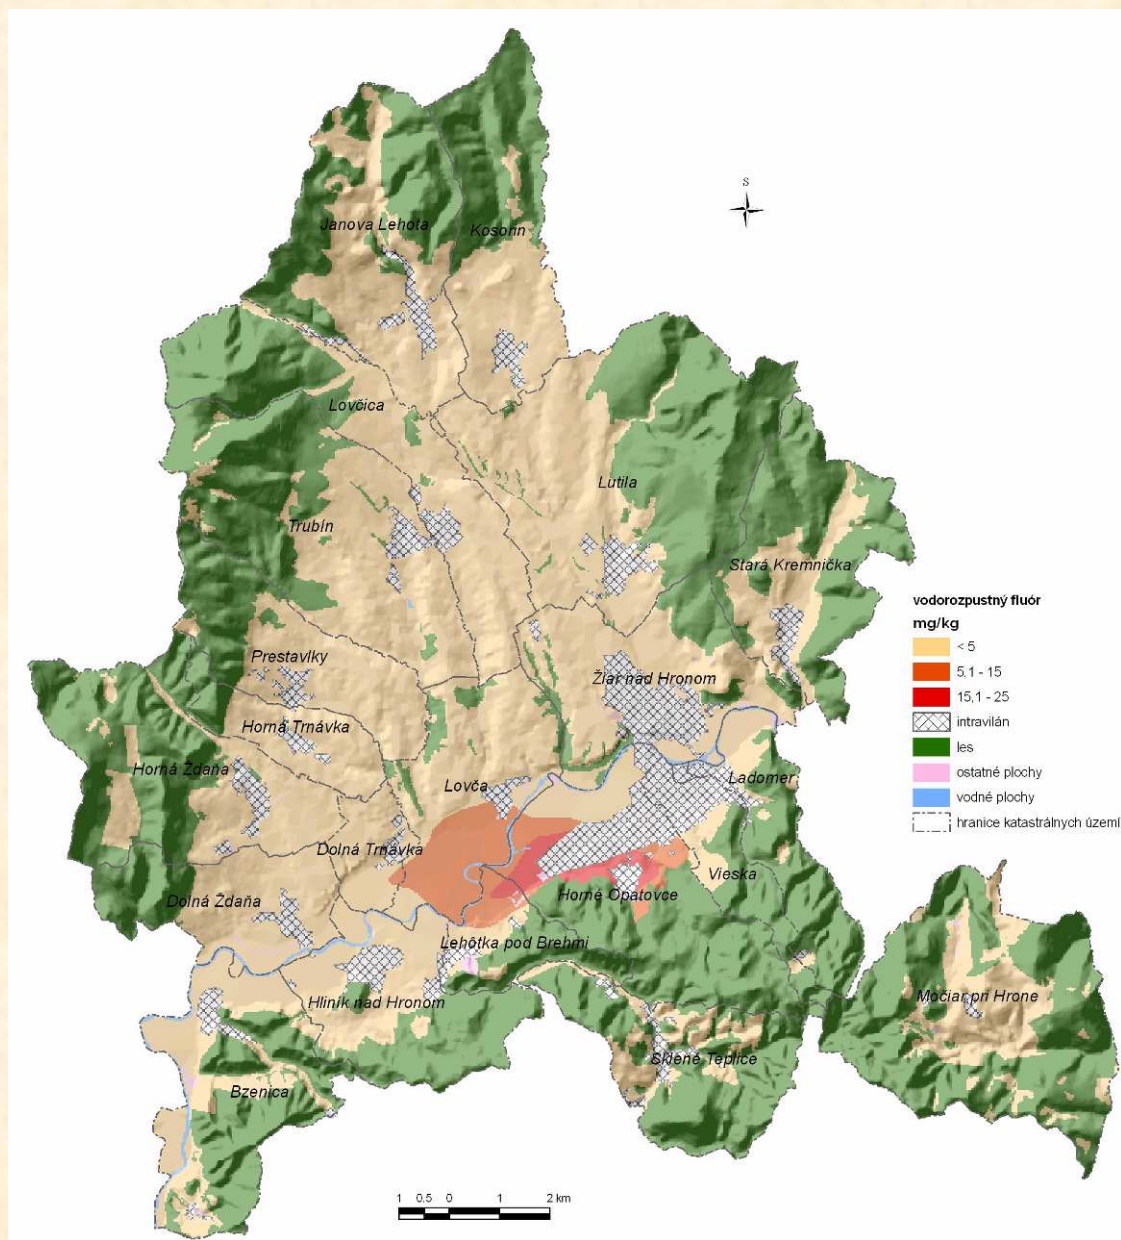 S
Janova Lehota
Kosorin
Lovčica
Lutila
Trubín
Stará Kremnička
vodorozpustný fluór
mg/kg
< 5
5,1 - 15
15,1 - 25
intravilán
les
ostatné plochy
vodné plochy
hranice katastrálnych území
Prestavlky
Žiar nad Hronom
Horná Trnávka
Horná Ždaňa
Lovča
Ladomer
Dolná Trnávka
Vieska
Horné Opatovce
Dolná Ždaňa
Lehôtka pod Brehmi
Hliník nad Hronom
Močiar pri Hrone
Sklené Teplice
Bzenica
1 0.5 0 1 2 km